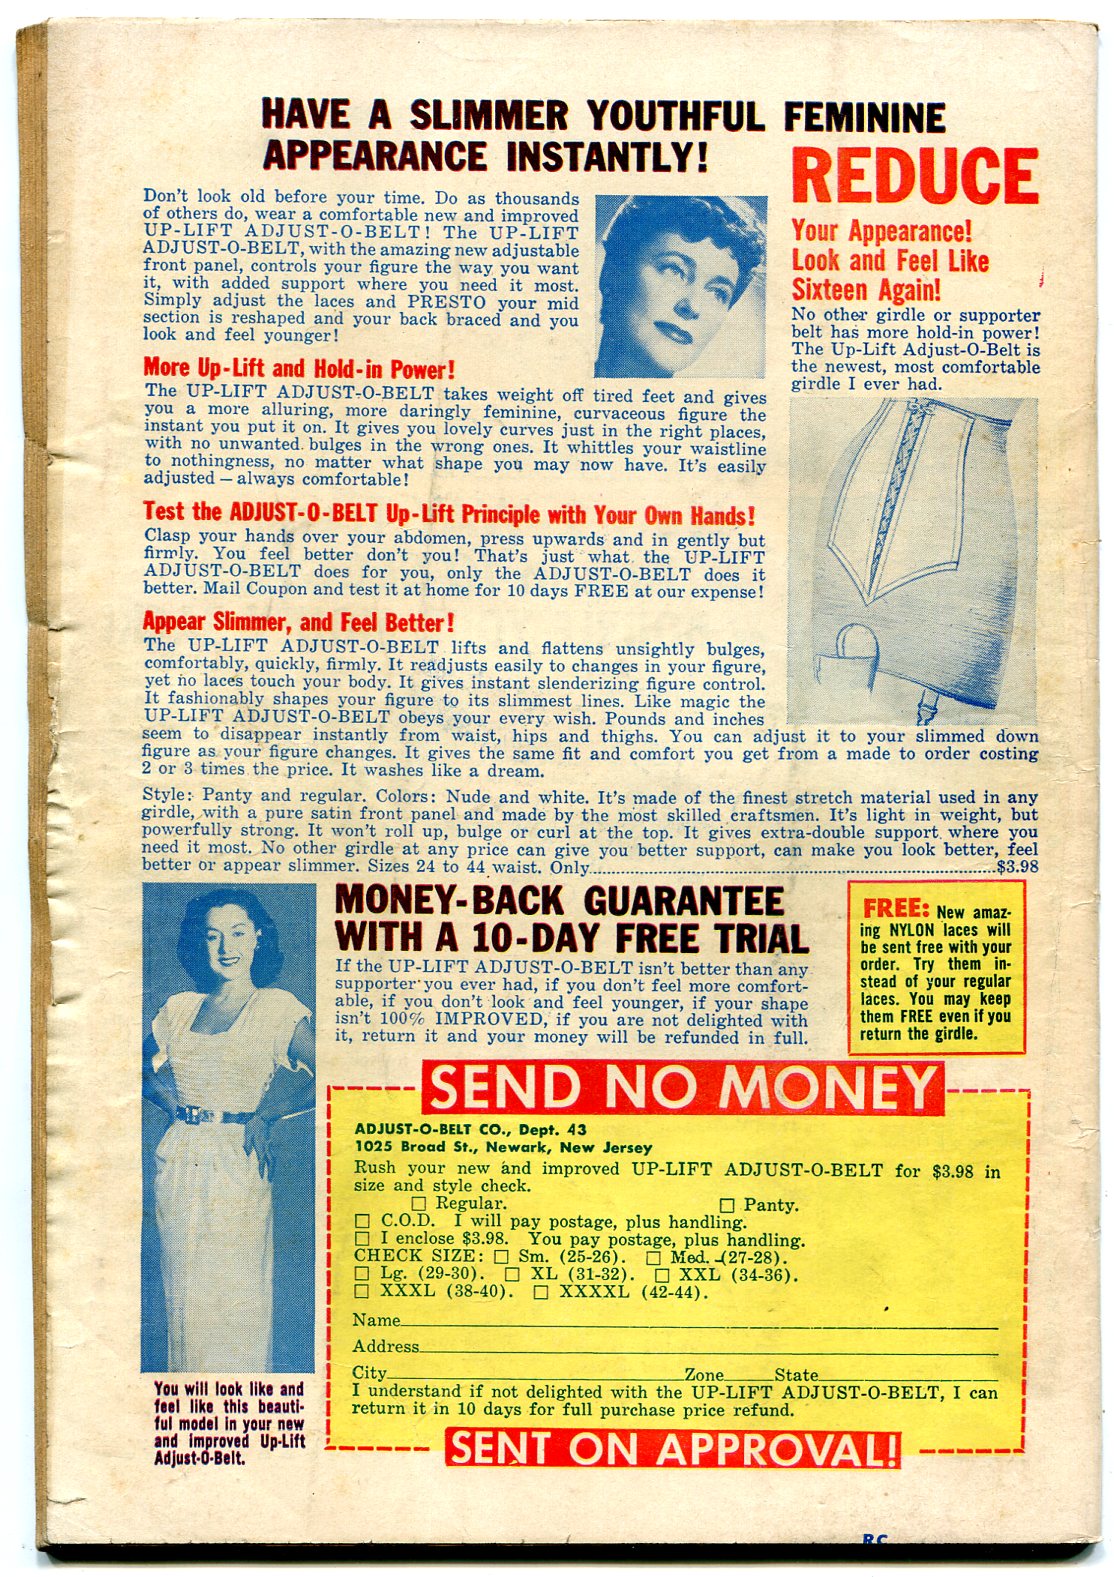 HAVE A SLIMMER YOUTHFUL FEMININE
APPEARANCE INSTANTLY!
Don't look old before your time. Do as thousands
of others do, wear a comfortable new and improved
UP-LIFT ADJUST-O-BELT! The UP-LIFT
ADJUST-O-BELT, with the amazing new adjustable
front panel, controls your figure the way you want
it, with added support where you need it most.
Simply adjust the laces and PRESTO your mid
section is reshaped and your back braced and you
look and feel younger!
REDUCE
Your Appearance!
Look and Feel Like
Sixteen Again!
No other girdle or supporter
belt has more hold-in power!
The Up-Lift Adjust-O-Belt is
the newest, most comfortable
girdle I ever had.
More Up-Lift and Hold-in Power!
The UP-LIFT ADJUST-O-BELT takes weight off tired feet and gives
you a more alluring, more daringly feminine, curvaceous figure the
instant you put it on. It gives you lovely curves just in the right places,
with no unwanted bulges in the wrong ones. It whittles your waistline
to nothingness, no matter what shape you may now have. It's easily
adjusted – always comfortable!
Test the ADJUST-O-BELT Up-Lift Principle with Your Own Hands!
Clasp your hands over your abdomen, press upwards and in gently but
firmly. You feel better don't you! That's just what the UP-LIFT
ADJUST-O-BELT does for you, only the ADJUST-O-BELT does it
better. Mail Coupon and test it at home for 10 days FREE at our expense!
Appear Slimmer, and Feel Better!
The UP-LIFT ADJUST-O-BELT lifts and flattens unsightly bulges,
comfortably, quickly, firmly. It readjusts easily to changes in your figure,
yet no laces touch your body. It gives instant slenderizing figure control.
It fashionably shapes your figure to its slimmest lines. Like magic the
UP-LIFT ADJUST-O-BELT obeys your every wish. Pounds and inches
seem to disappear instantly from waist, hips and thighs. You can adjust it to your slimmed down
figure as your figure changes. It gives the same fit and comfort you get from a made to order costing
2 or 3 times the price. It washes like a dream.
Style: Panty and regular. Colors: Nude and white. It's made of the finest stretch material used in any
girdle, with a pure satin front panel and made by the most skilled craftsmen. It's light in weight, but
powerfully strong. It won't roll up, bulge or curl at the top. It gives extra-double support where you
need it most. No other girdle at any price can give you better support, can make you look better, feel
better or appear slimmer. Sizes 24 to 44 waist. Only $3.98
MONEY-BACK GUARANTEE
WITH A 10-DAY FREE TRIAL
If the UP-LIFT ADJUST-O-BELT isn't better than any
supporter you ever had, if you don't feel more comfort-
able, if you don't look and feel younger, if your shape
isn't 100% IMPROVED, if you are not delighted with
it, return it and your money will be refunded in full.
FREE: New amaz-
ing NYLON laces will
be sent free with your
order. Try them in-
stead of your regular
laces. You may keep
them FREE even if you
return the girdle.
You will look like and
feel like this beauti-
ful model in your new
and improved Up-Lift
Adjust-O-Belt.
SEND NO MONEY
ADJUST-O-BELT CO., Dept. 43
1025 Broad St., Newark, New Jersey
Rush your new and improved UP-LIFT ADJUST-O-BELT for $3.98 in
size and style check.
☐ Regular. ☐ Panty.
☐ C.O.D. I will pay postage, plus handling.
☐ I enclose $3.98. You pay postage, plus handling.
CHECK SIZE: ☐ Sm. (25-26). ☐ Med. (27-28).
☐ Lg. (29-30). ☐ XL (31-32). ☐ XXL (34-36).
☐ XXXL (38-40). ☐ XXXXL (42-44).
Name
Address
City Zone State
I understand if not delighted with the UP-LIFT ADJUST-O-BELT, I can
return it in 10 days for full purchase price refund.
SENT ON APPROVAL!
RC